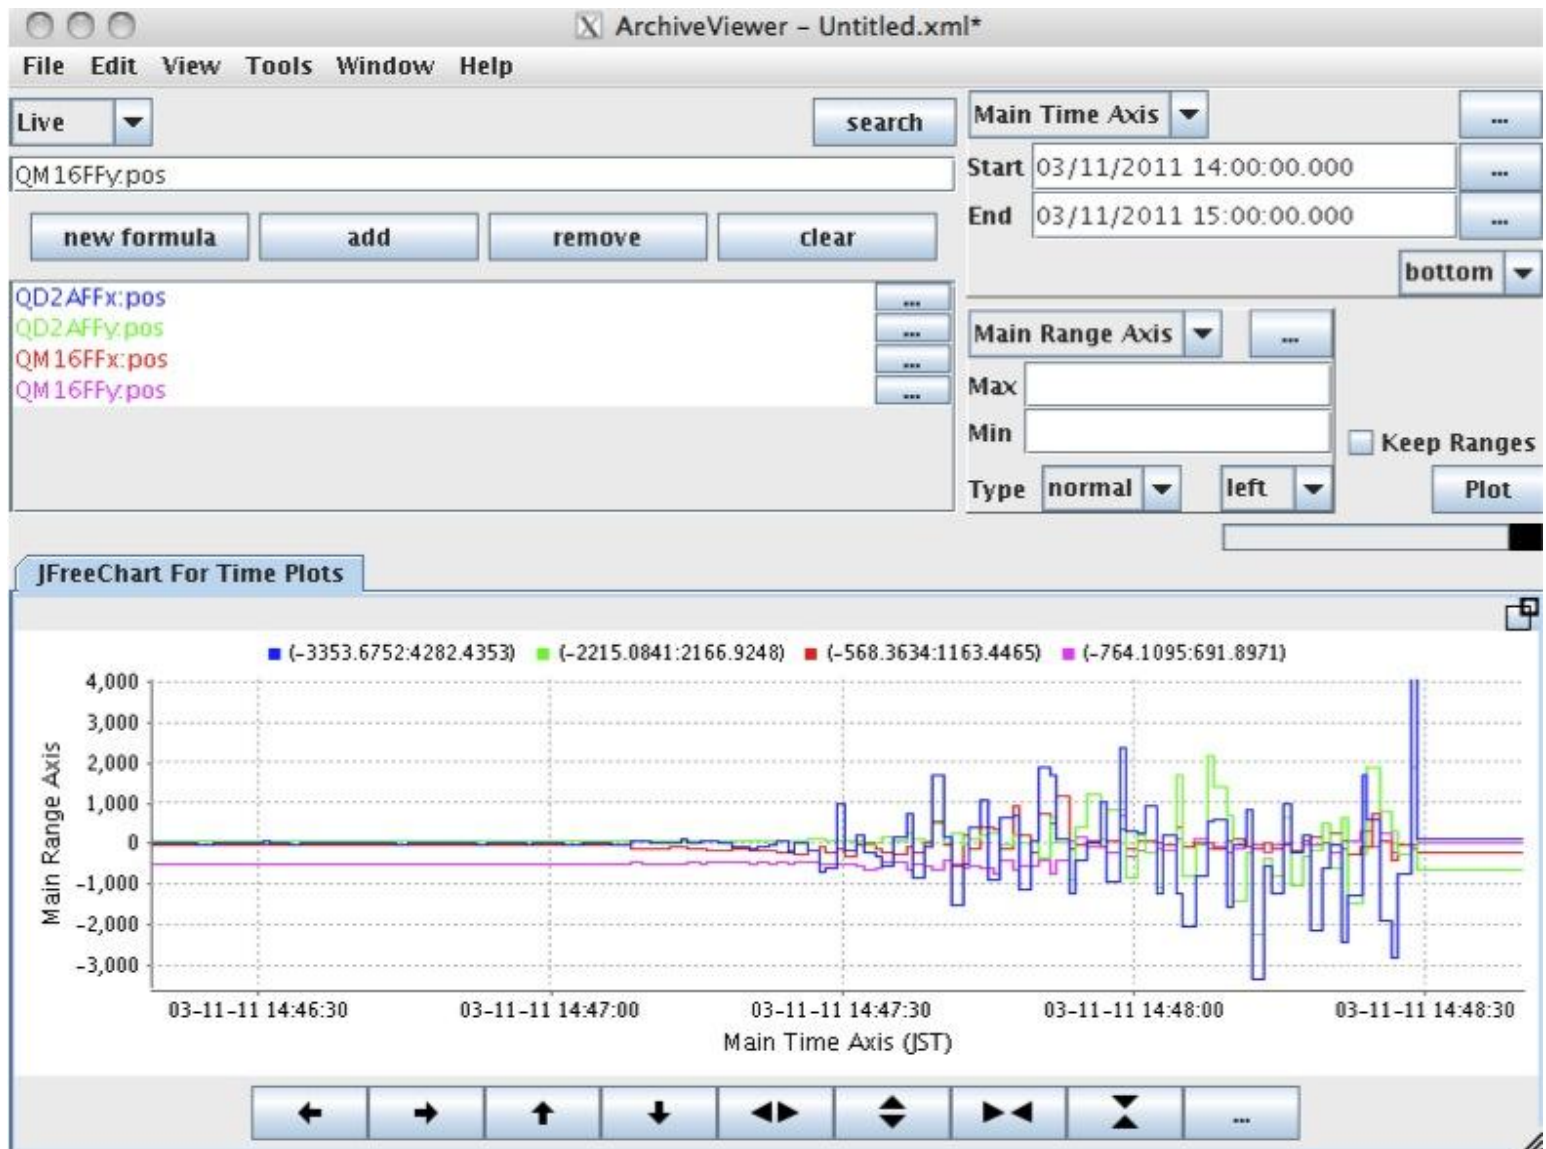 ArchiveViewer – Untitled.xml*
File Edit View Tools Window Help
Live
search
QM16FFy:pos
new formula add remove clear
QD2AFFx:pos ...
QD2AFFy:pos ...
QM16FFx:pos ...
QM16FFy:pos ...
Main Time Axis ...
Start 03/11/2011 14:00:00.000 ...
End 03/11/2011 15:00:00.000 ...
bottom
Main Range Axis ...
Max
Min
Keep Ranges
Type normal left Plot
JFreeChart For Time Plots
(-3353.6752:4282.4353) (-2215.0841:2166.9248) (-568.3634:1163.4465) (-764.1095:691.8971)
Main Range Axis
4,000
3,000
2,000
1,000
0
-1,000
-2,000
-3,000
03-11-11 14:46:30 03-11-11 14:47:00 03-11-11 14:47:30 03-11-11 14:48:00 03-11-11 14:48:30
Main Time Axis (JST)
...